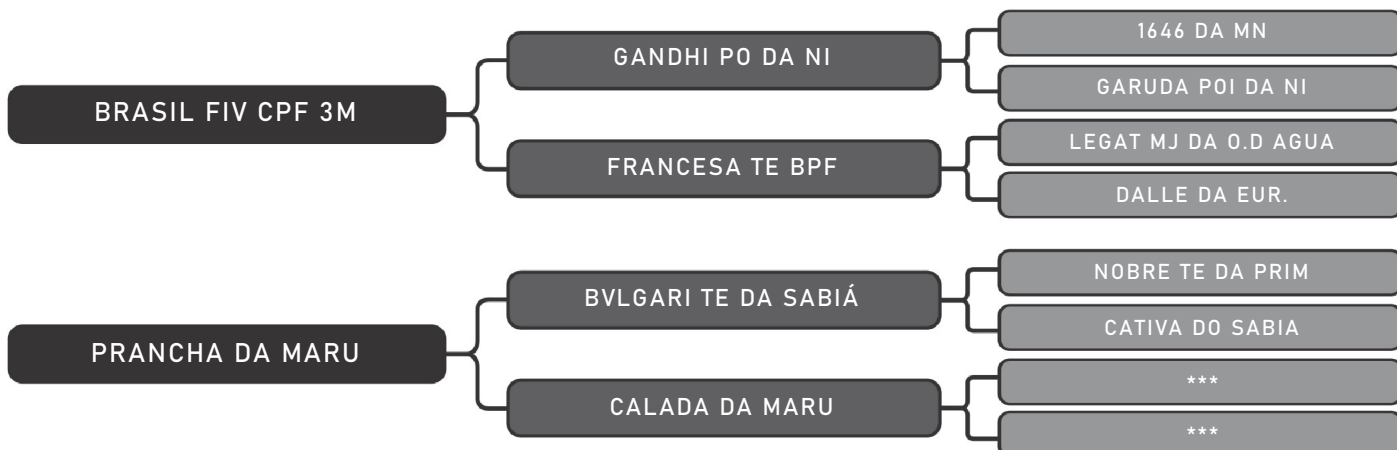 BRASIL FIV CPF 3M
GANDHI PO DA NI
1646 DA MN
GARUDA POI DA NI
FRANCESA TE BPF
LEGAT MJ DA O.D AGUA
DALLE DA EUR.
PRANCHA DA MARU
BVLGARI TE DA SABIÁ
NOBRE TE DA PRIM
CATIVA DO SABIA
CALADA DA MARU
***
***